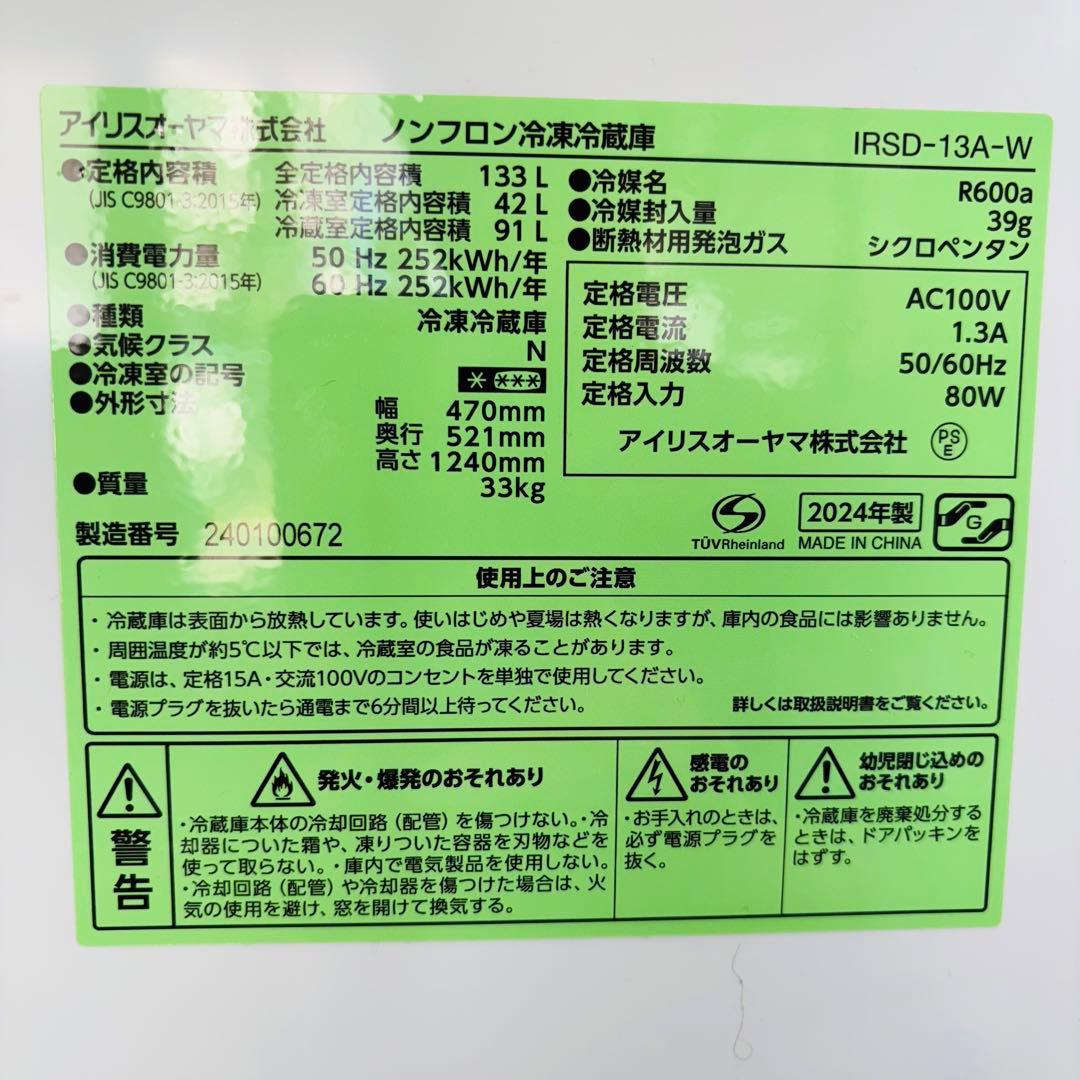 アイリスオーヤマ株式会社 ノンフロン冷凍冷蔵庫 IRSD-13A-W
●定格内容積 全定格内容積 133 L
(JIS C9801-3:2015年) 冷凍室定格内容積 42 L
冷蔵室定格内容積 91 L
●消費電力量 50 Hz 252kWh/年
(JIS C9801-3:2015年) 60 Hz 252kWh/年
●種類 冷凍冷蔵庫
●気候クラス N
●冷凍室の記号 * ***
●外形寸法 幅 470mm
奥行 521mm
高さ 1240mm
●質量 33kg
製造番号 240100672
●冷媒名 R600a
●冷媒封入量 39g
●断熱材用発泡ガス シクロペンタン
定格電圧 AC100V
定格電流 1.3A
定格周波数 50/60Hz
定格入力 80W
アイリスオーヤマ株式会社 PSE
TÜVRheinland
2024年製
MADE IN CHINA
G
使用上のご注意
・冷蔵庫は表面から放熱しています。使いはじめや夏場は熱くなりますが、庫内の食品には影響ありません。
・周囲温度が約5℃以下では、冷蔵室の食品が凍ることがあります。
・電源は、定格15A・交流100Vのコンセントを単独で使用してください。
・電源プラグを抜いたら通電まで6分間以上待ってください。 詳しくは取扱説明書をご覧ください。
警告
発火・爆発のおそれあり
・冷蔵庫本体の冷却回路（配管）を傷つけない。・冷
却器についた霜や、凍りついた容器を刃物などを
使って取らない。・庫内で電気製品を使用しない。
・冷却回路（配管）や冷却器を傷つけた場合は、火
気の使用を避け、窓を開けて換気する。
感電の
おそれあり
・お手入れのときは、
必ず電源プラグを
抜く。
幼児閉じ込めの
おそれあり
・冷蔵庫を廃棄処分する
ときは、ドアパッキンを
はずす。